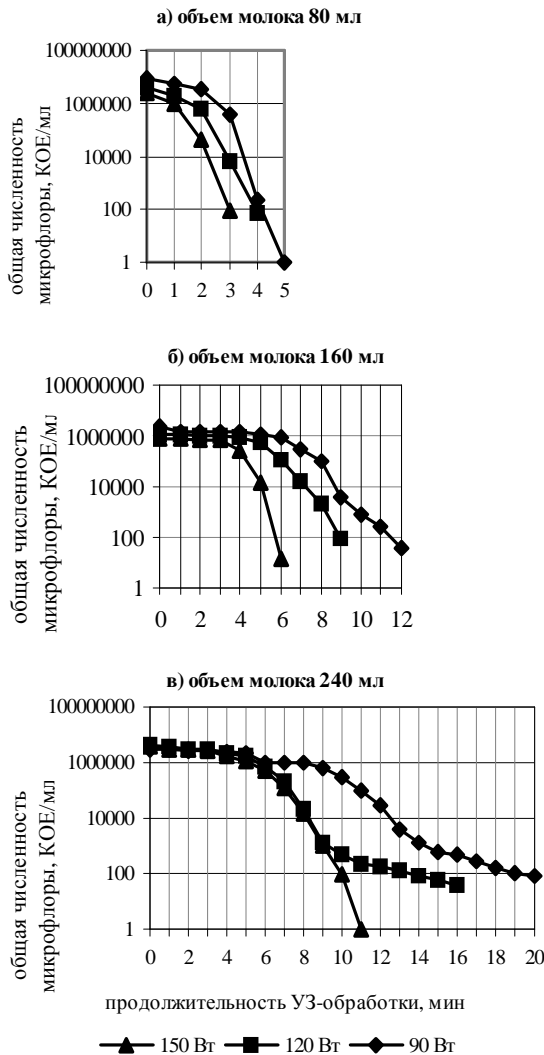 а) объем молока 80 мл
общая численность
микрофлоры, КОЕ/мл
100000000
1000000
10000
100
1
0 1 2 3 4 5
б) объем молока 160 мл
общая численность
микрофлоры, КОЕ/мл
100000000
1000000
10000
100
1
0 2 4 6 8 10 12
в) объем молока 240 мл
общая численность
микрофлоры, КОЕ/мл
100000000
1000000
10000
100
1
0 2 4 6 8 10 12 14 16 18 20
продолжительность УЗ-обработки, мин
150 Вт 120 Вт 90 Вт